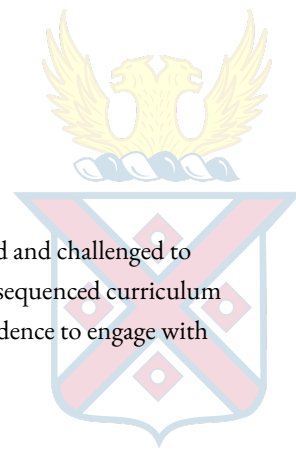 and challenged to
sequenced curriculum
dence to engage with